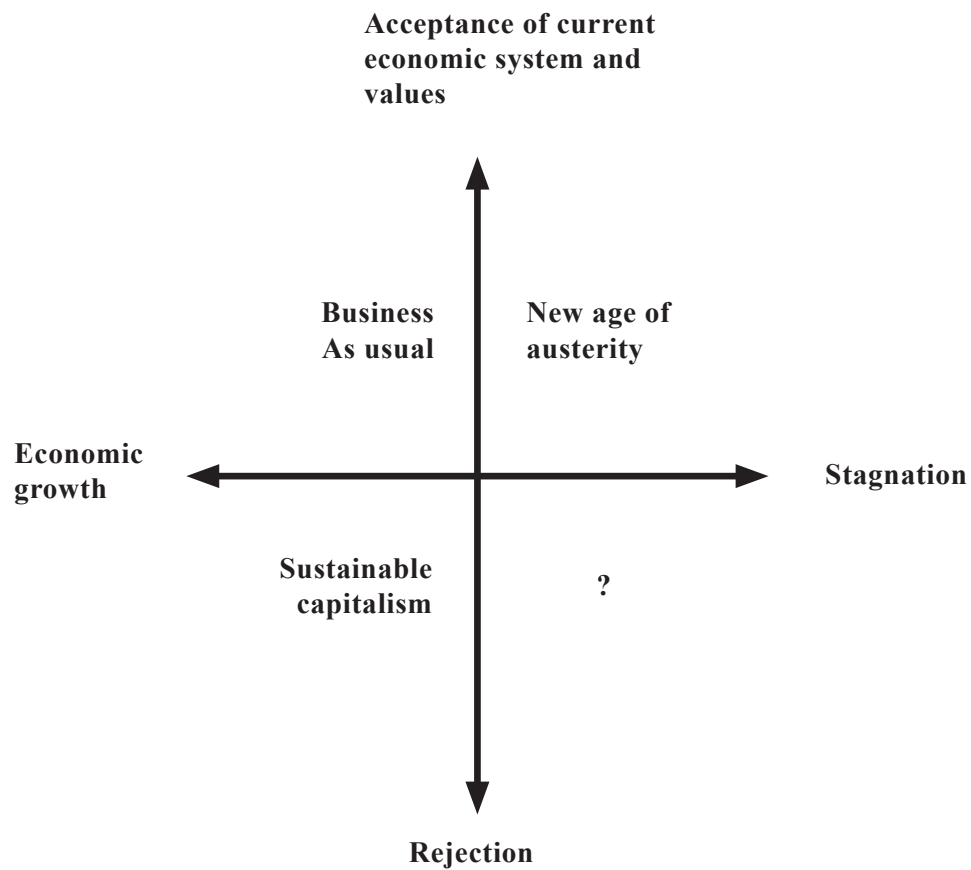 Acceptance of current
economic system and
values
Business
As usual
New age of
austerity
Economic
growth
Stagnation
Sustainable
capitalism
?
Rejection